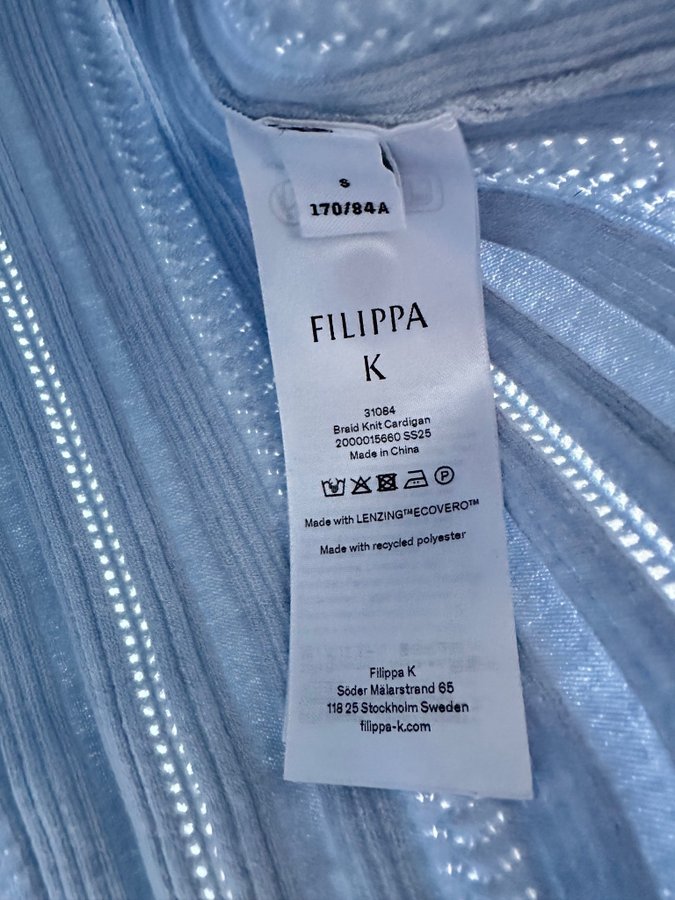 S
170/84A
FILIPPA
K
31084
Braid Knit Cardigan
2000015660 SS25
Made in China
Made with LENZING™ECOVERO™
Made with recycled polyester
Filippa K
Söder Mälarstrand 65
118 25 Stockholm Sweden
filippa-k.com